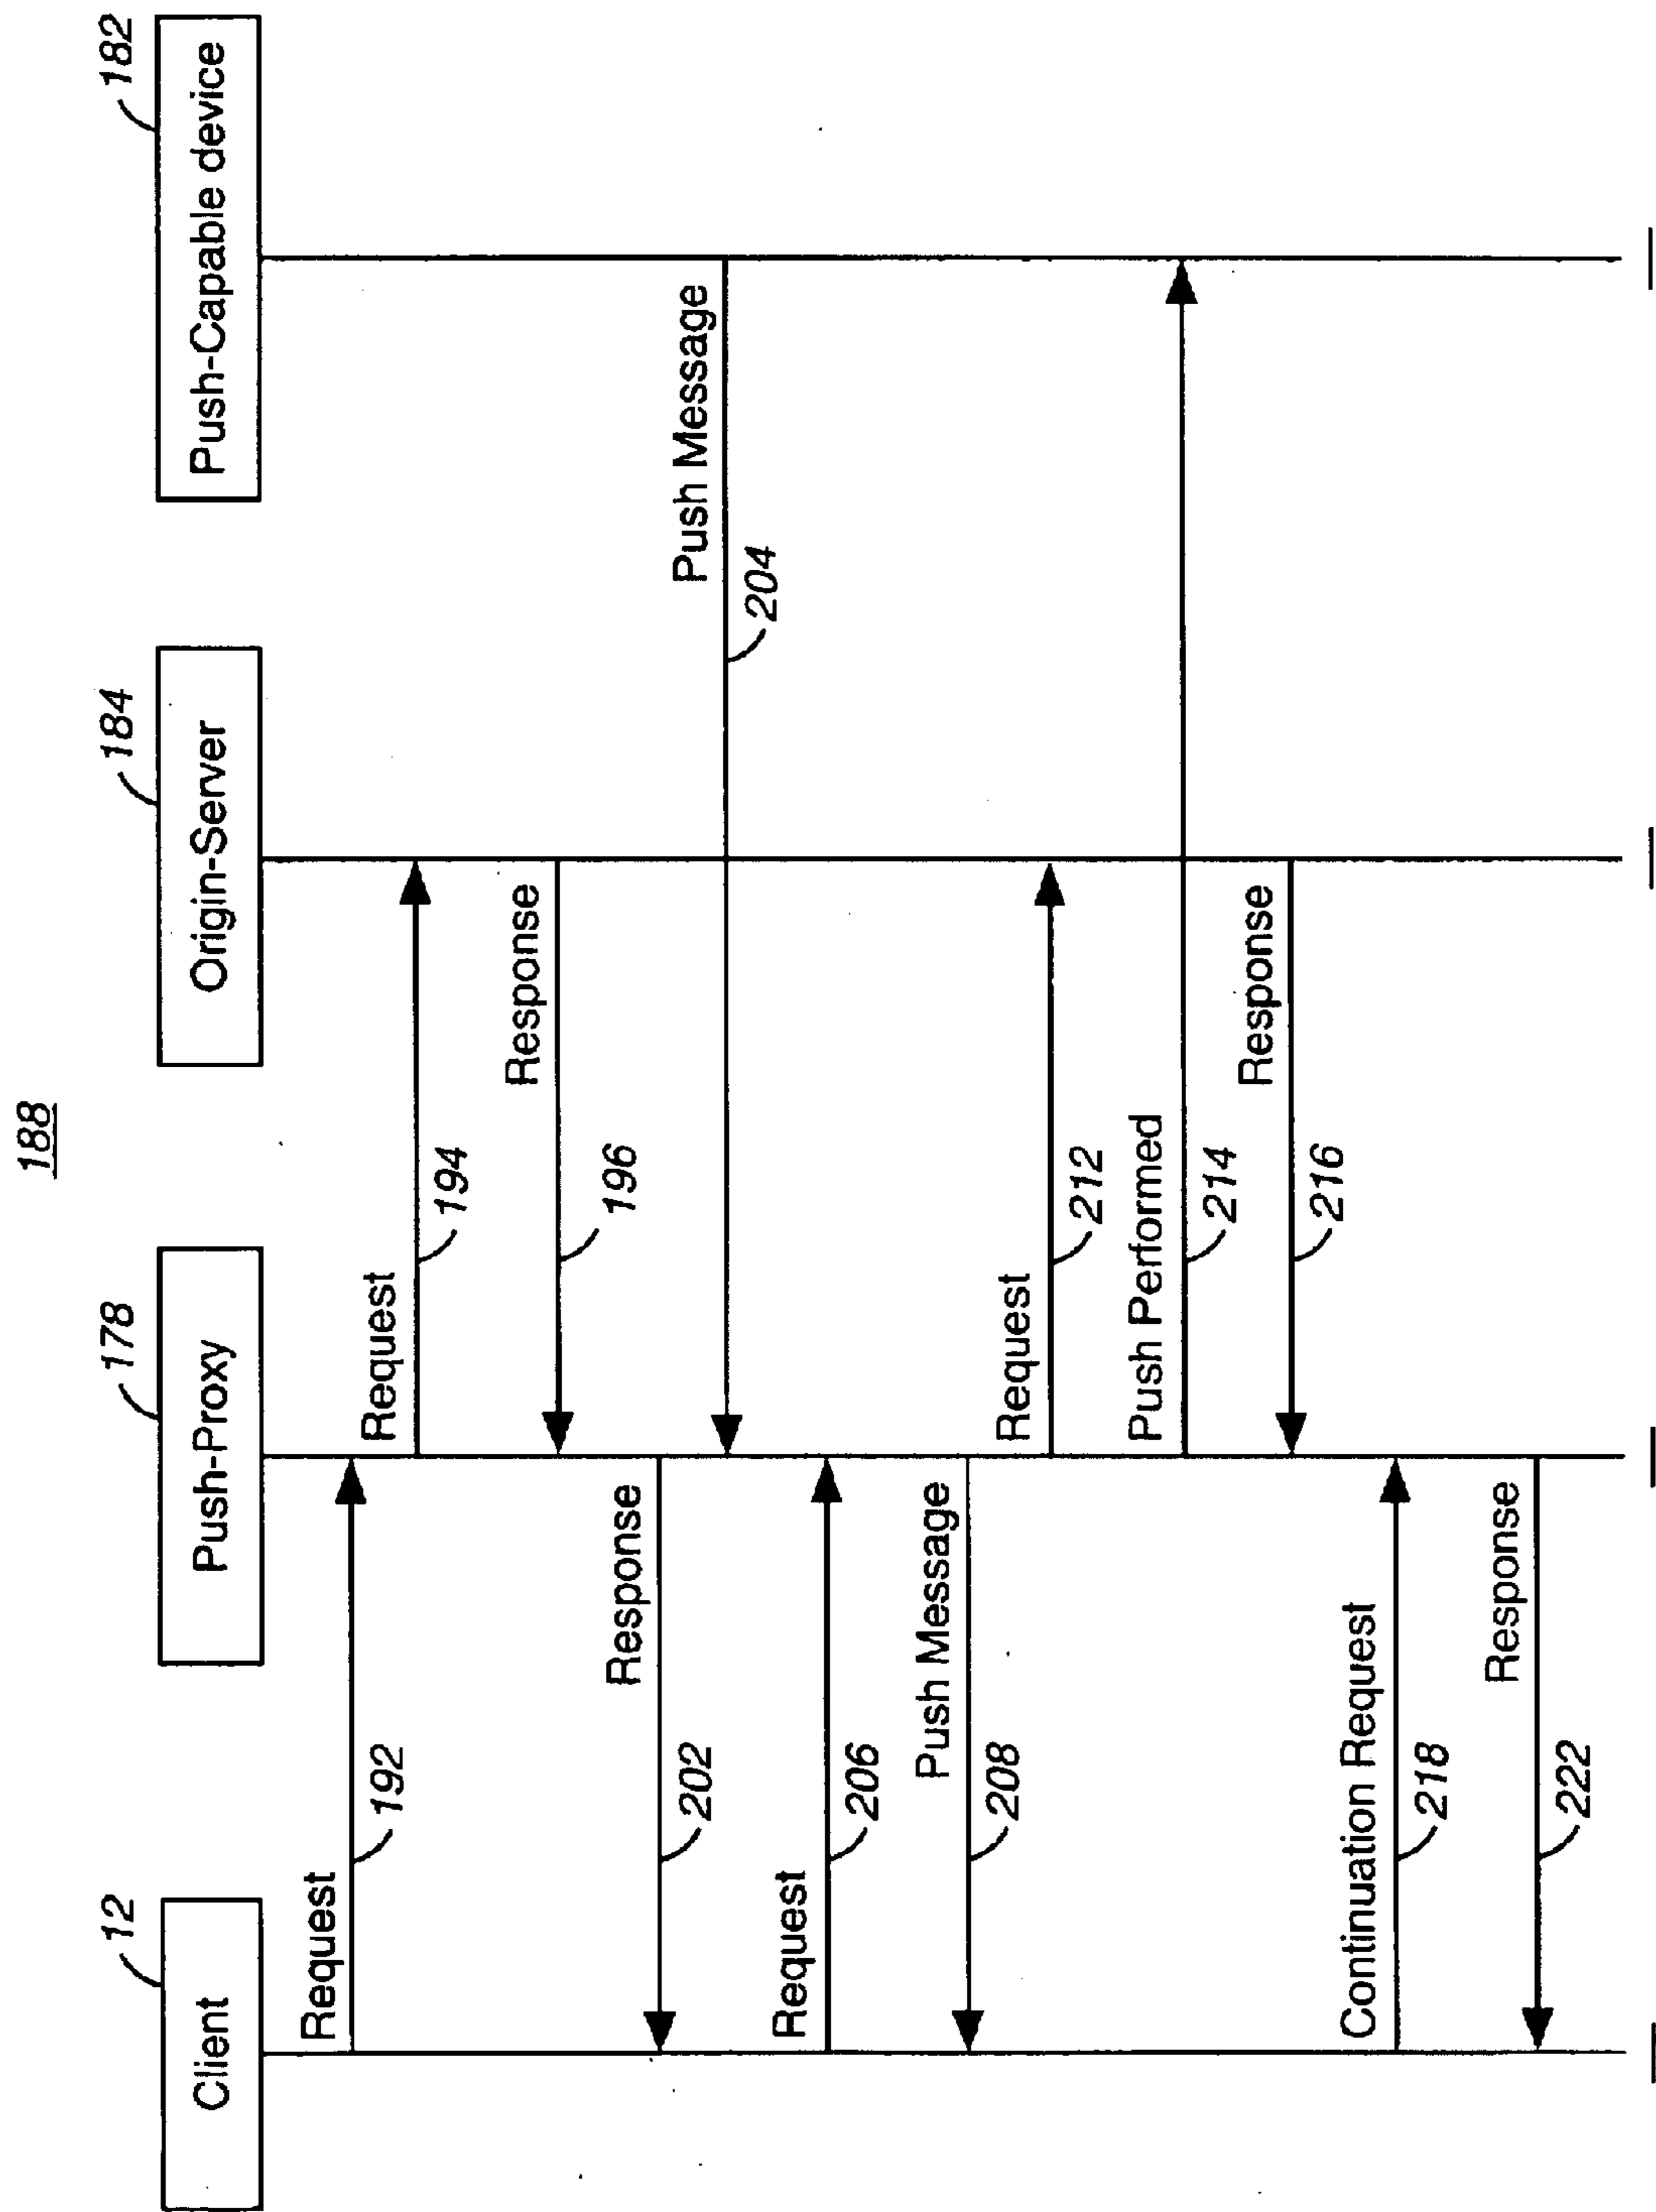 188
12
178
184
182
Client
Push-Proxy
Origin-Server
Push-Capable device
Request
192
Request
194
Response
196
Response
202
Push Message
204
Request
206
Push Message
208
Request
212
Push Performed
214
Response
216
Continuation Request
218
Response
222